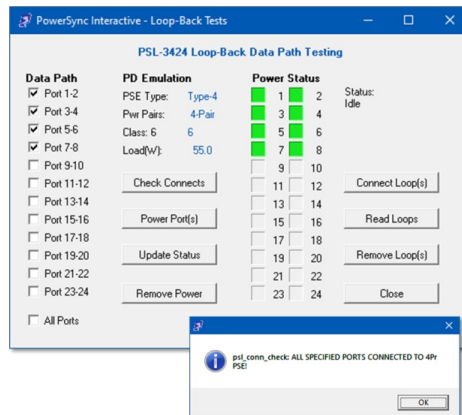 PowerSync Interactive - Loop-Back Tests
PSL-3424 Loop-Back Data Path Testing
Data Path
Port 1-2
Port 3-4
Port 5-6
Port 7-8
Port 9-10
Port 11-12
Port 13-14
Port 15-16
Port 17-18
Port 19-20
Port 21-22
Port 23-24
All Ports
PD Emulation
PSE Type: Type-4
Pwr Pairs: 4-Pair
Class: 6 6
Load(W): 55.0
Check Connects
Power Port(s)
Update Status
Remove Power
Power Status
1 2
3 4
5 6
7 8
9 10
11 12
13 14
15 16
17 18
19 20
21 22
23 24
Status:
Idle
Connect Loop(s)
Read Loops
Remove Loop(s)
Close
psl_conn_check: ALL SPECIFIED PORTS CONNECTED TO 4Pr
PSE!
OK